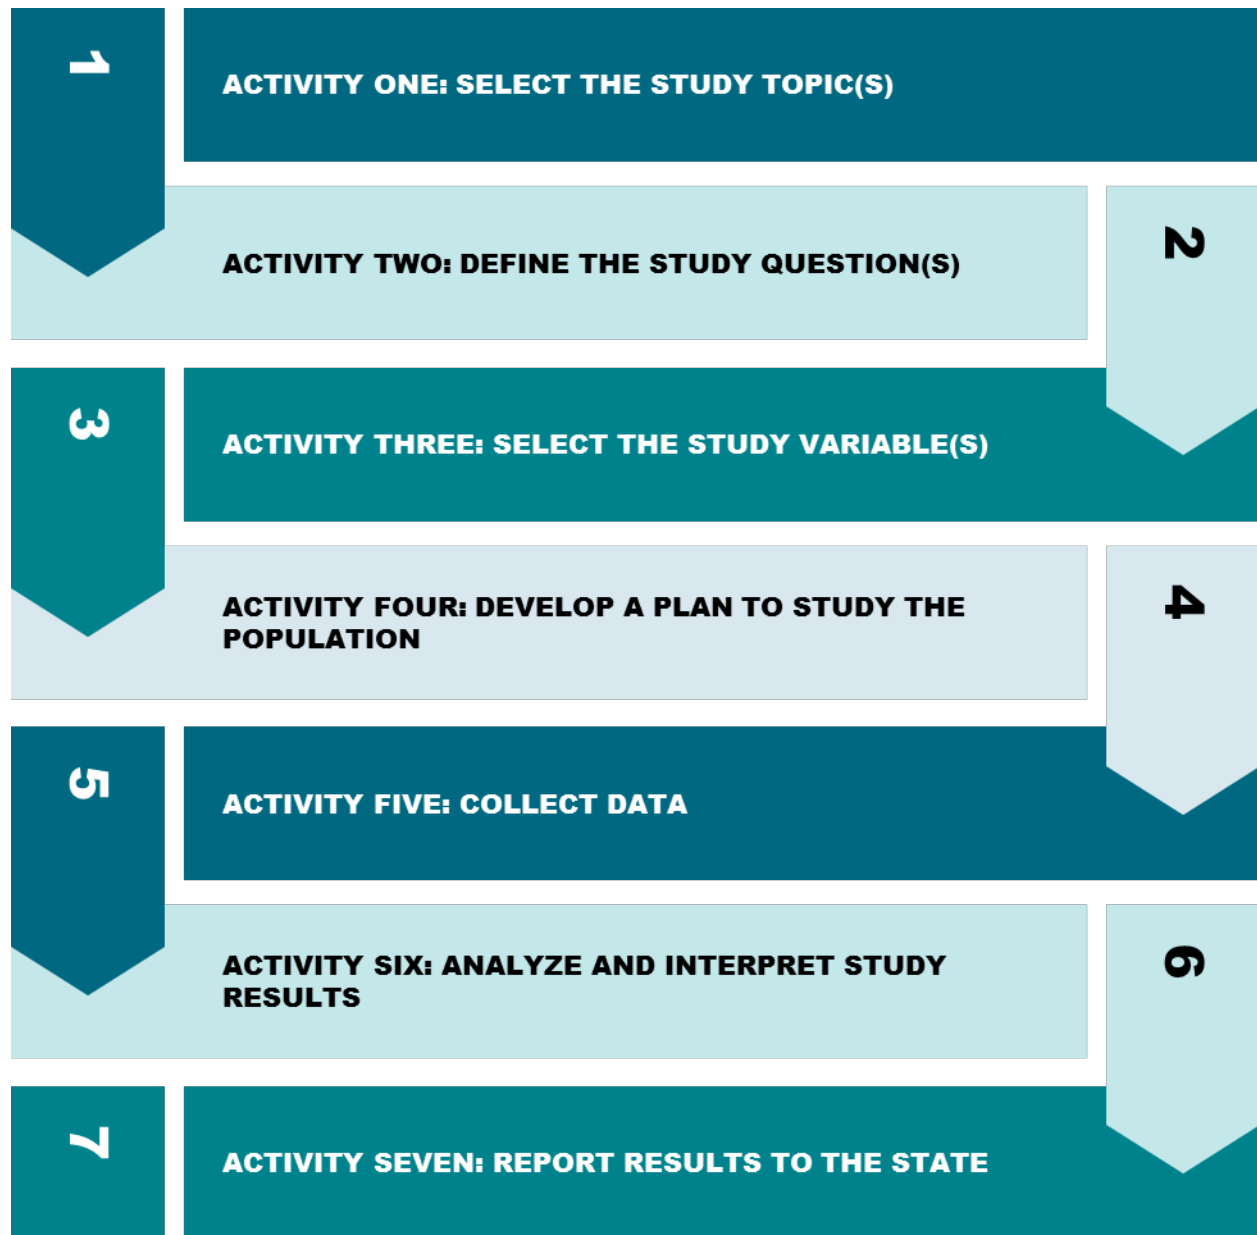 1
ACTIVITY ONE: SELECT THE STUDY TOPIC(S)
ACTIVITY TWO: DEFINE THE STUDY QUESTION(S)
2
3
ACTIVITY THREE: SELECT THE STUDY VARIABLE(S)
ACTIVITY FOUR: DEVELOP A PLAN TO STUDY THE
POPULATION
4
5
ACTIVITY FIVE: COLLECT DATA
ACTIVITY SIX: ANALYZE AND INTERPRET STUDY
RESULTS
6
7
ACTIVITY SEVEN: REPORT RESULTS TO THE STATE